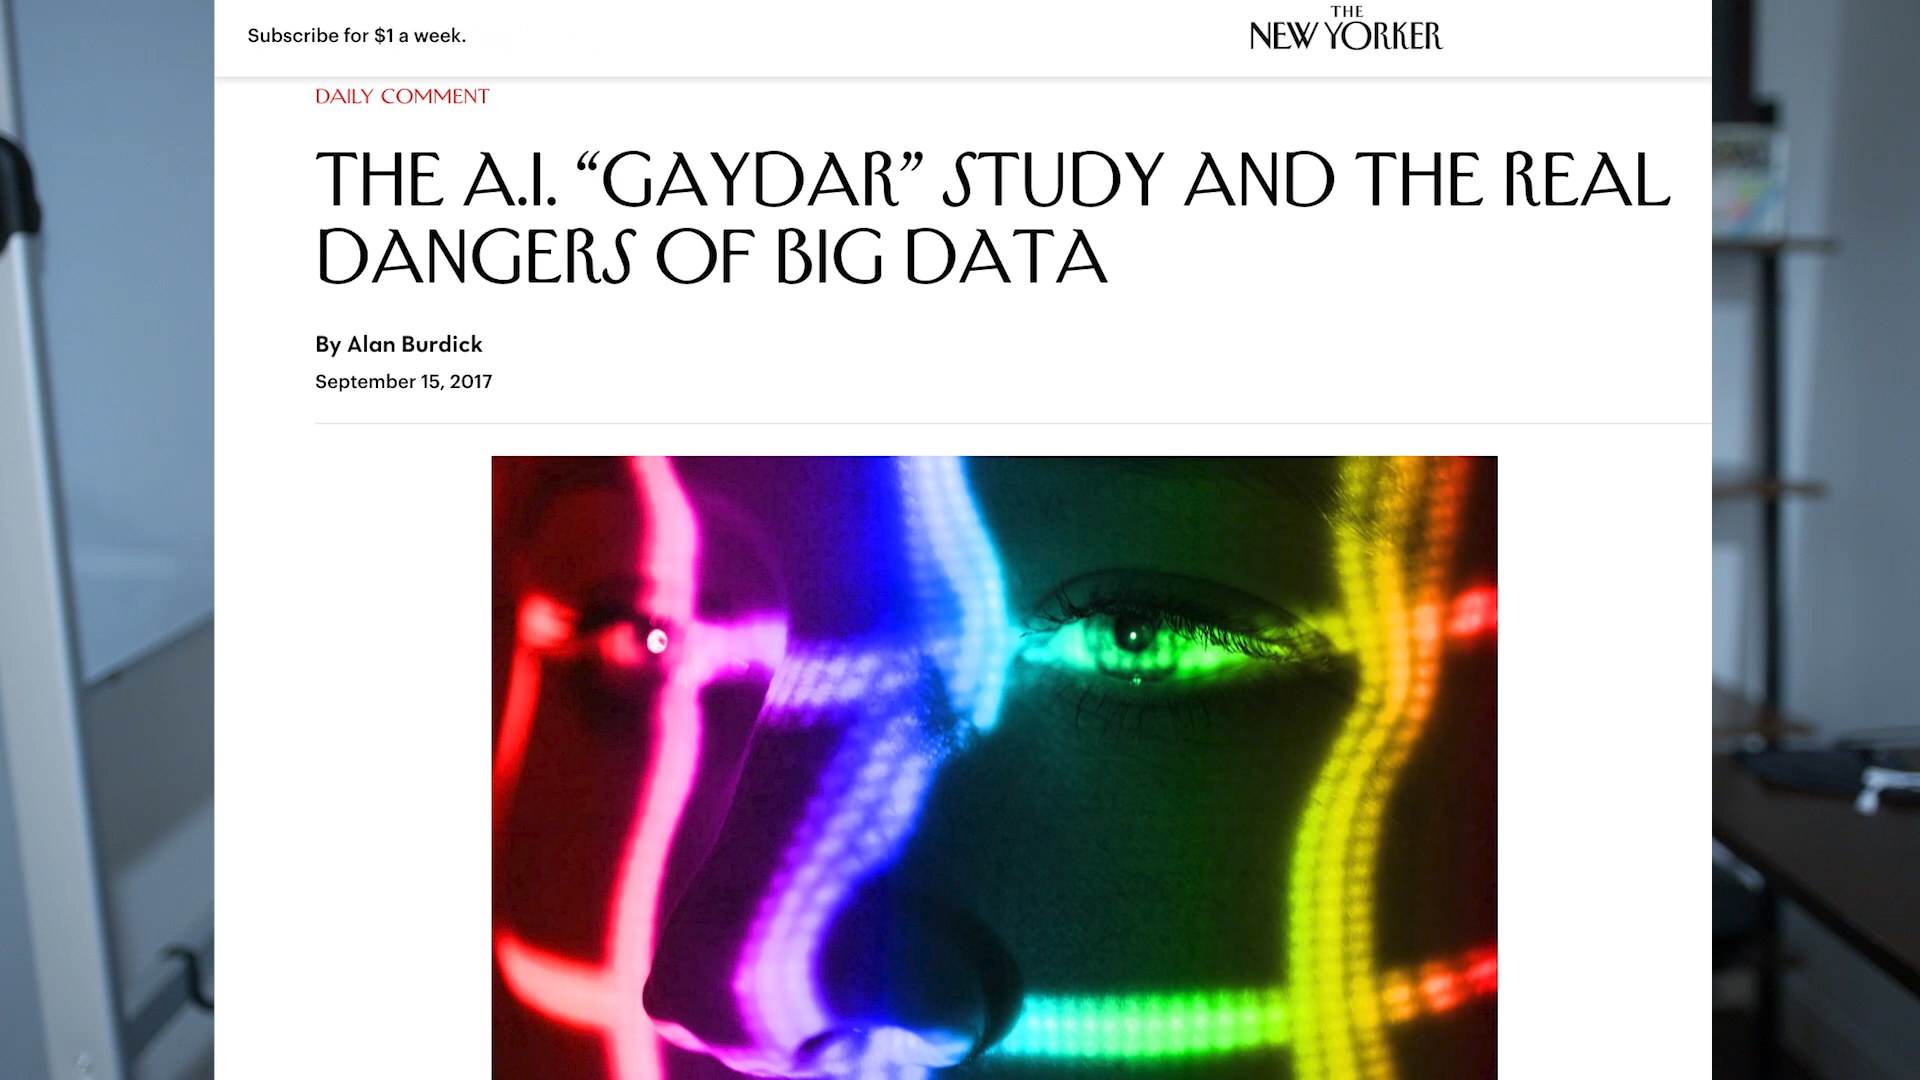 Subscribe for $1 a week.
THE
NEW YORKER
DAILY COMMENT
THE A.I. “GAYDAR” STUDY AND THE REAL
DANGERS OF BIG DATA
By Alan Burdick
September 15, 2017